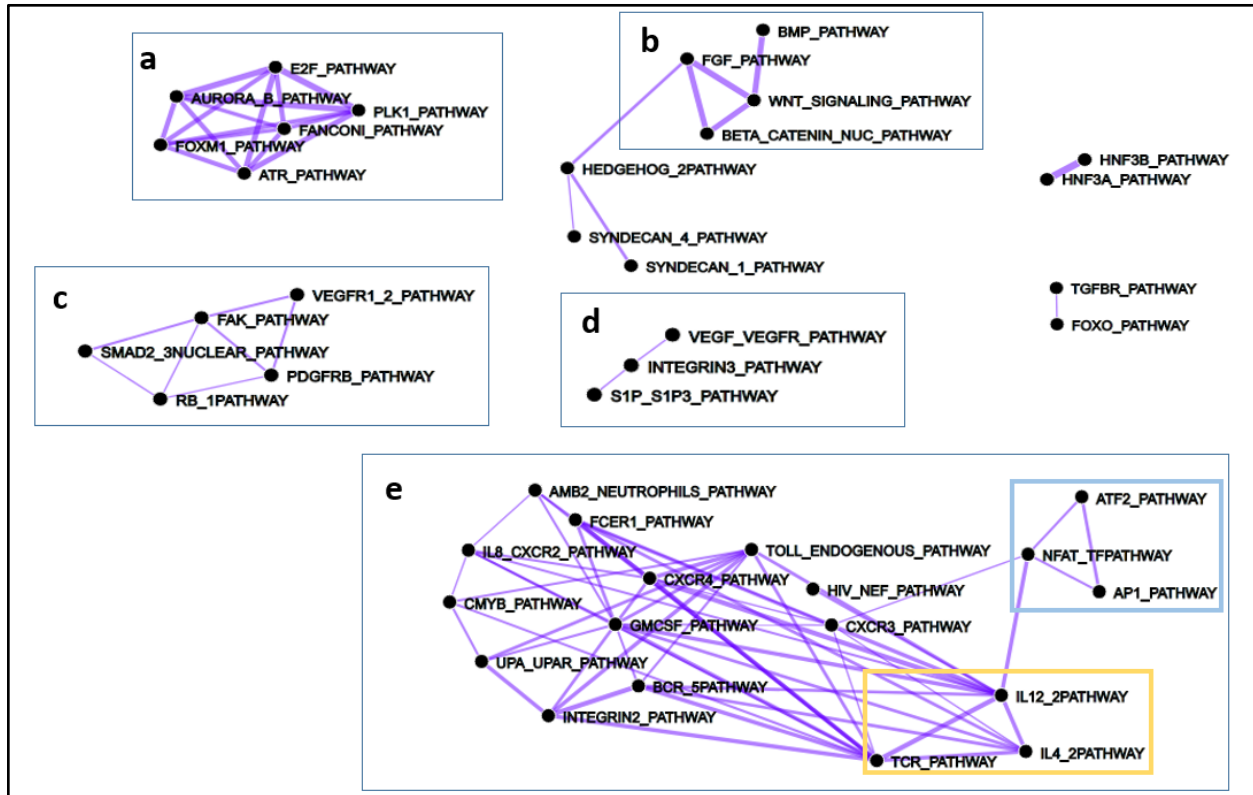 a
E2F_PATHWAY
AURORA_B_PATHWAY
PLK1_PATHWAY
FANCONI_PATHWAY
FOXM1_PATHWAY
ATR_PATHWAY
b
BMP_PATHWAY
FGF_PATHWAY
WNT_SIGNALING_PATHWAY
BETA_CATENIN_NUC_PATHWAY
HEDGEHOG_2PATHWAY
SYNDECAN_4_PATHWAY
SYNDECAN_1_PATHWAY
HNF3B_PATHWAY
HNF3A_PATHWAY
TGFBR_PATHWAY
FOXO_PATHWAY
c
VEGFR1_2_PATHWAY
FAK_PATHWAY
SMAD2_3NUCLEAR_PATHWAY
PDGFRB_PATHWAY
RB_1PATHWAY
d
VEGF_VEGFR_PATHWAY
INTEGRIN3_PATHWAY
S1P_S1P3_PATHWAY
e
AMB2_NEUTROPHILS_PATHWAY
FCER1_PATHWAY
IL8_CXCR2_PATHWAY
TOLL_ENDOGENOUS_PATHWAY
CXCR4_PATHWAY
HIV_NEF_PATHWAY
CMYB_PATHWAY
GMCSF_PATHWAY
CXCR3_PATHWAY
UPA_UPAR_PATHWAY
BCR_5PATHWAY
INTEGRIN2_PATHWAY
ATF2_PATHWAY
NFAT_TFPATHWAY
AP1_PATHWAY
IL12_2PATHWAY
IL4_2PATHWAY
TCR_PATHWAY